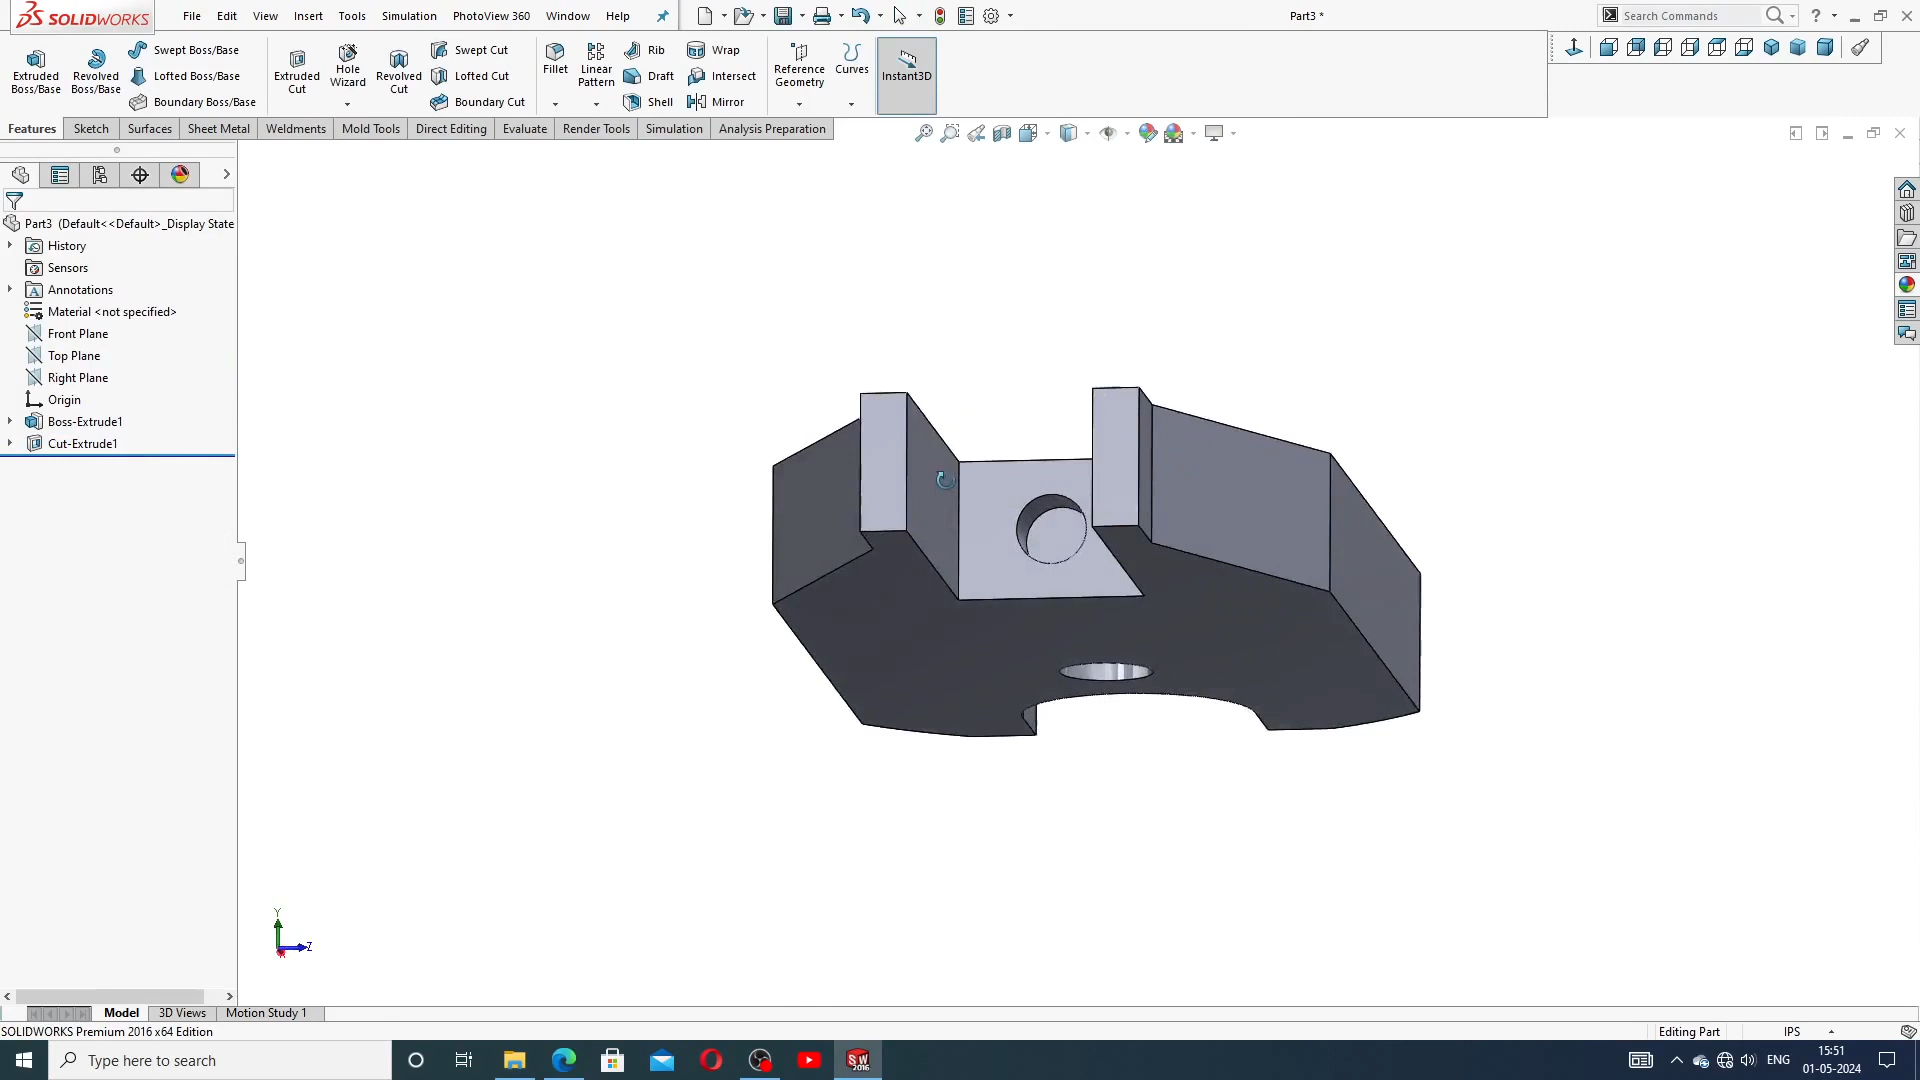 SOLIDWORKS File Edit View Insert Tools Simulation PhotoView 360 Window Help Part3 * Search Commands ?
Extruded Boss/Base
Revolved Boss/Base
Swept Boss/Base
Lofted Boss/Base
Boundary Boss/Base
Extruded Cut
Hole Wizard
Revolved Cut
Swept Cut
Lofted Cut
Boundary Cut
Fillet
Linear Pattern
Rib
Draft
Shell
Wrap
Intersect
Mirror
Reference Geometry
Curves
Instant3D
Features Sketch Surfaces Sheet Metal Weldments Mold Tools Direct Editing Evaluate Render Tools Simulation Analysis Preparation
Part3 (Default<<Default>_Display State
History
Sensors
Annotations
Material <not specified>
Front Plane
Top Plane
Right Plane
Origin
Boss-Extrude1
Cut-Extrude1
Y
Z
Model 3D Views Motion Study 1
SOLIDWORKS Premium 2016 x64 Edition Editing Part IPS
Type here to search
SW
2016
ENG
15:51
01-05-2024